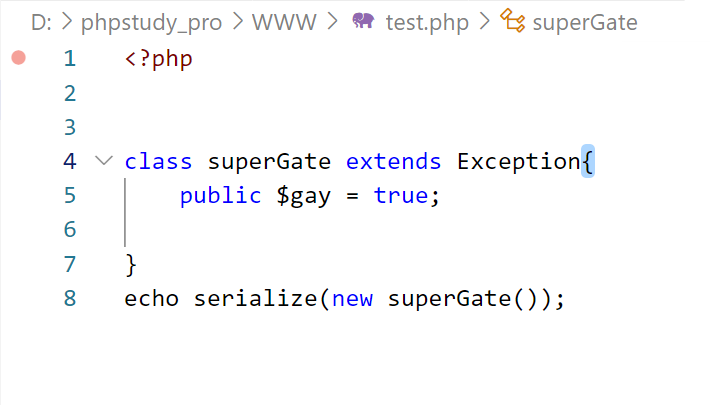 D: > phpstudy_pro > WWW > test.php > superGate
1 <?php
2
3
4 class superGate extends Exception{
5 public $gay = true;
6
7 }
8 echo serialize(new superGate());